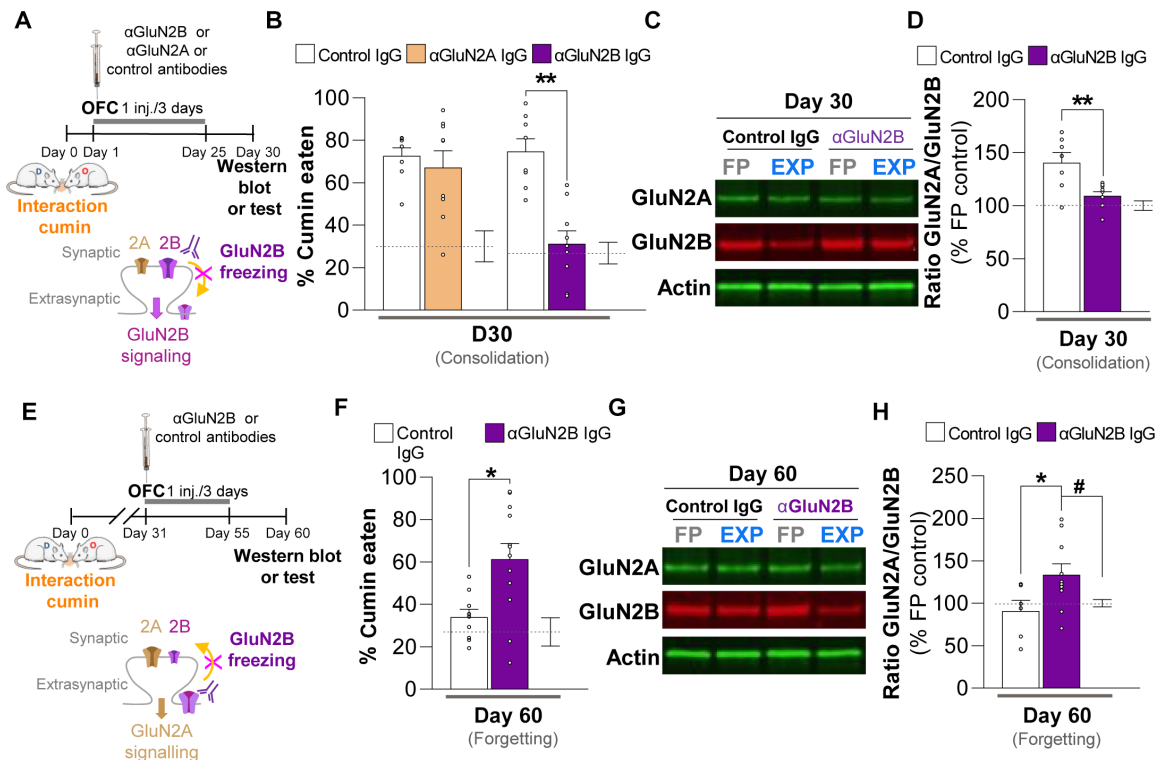 A
αGluN2B or
αGluN2A or
control antibodies
OFC 1 inj./3 days
Day 0 Day 1 Day 25 Day 30
D O
Interaction
cumin
Western
blot
or test
2A 2B
Synaptic
GluN2B
freezing
Extrasynaptic
GluN2B
signaling
B
Control IgG αGluN2A IgG αGluN2B IgG
**
% Cumin eaten
100
80
60
40
20
0
D30
(Consolidation)
C
Day 30
Control IgG αGluN2B
FP EXP FP EXP
GluN2A
GluN2B
Actin
D
Control IgG αGluN2B IgG
**
Ratio GluN2A/GluN2B
(% FP control)
200
150
100
50
0
Day 30
(Consolidation)
E
αGluN2B or
control antibodies
OFC 1 inj./3 days
Day 0 Day 31 Day 55 Day 60
D O
Interaction
cumin
Western blot
or test
2A 2B
Synaptic
GluN2B
freezing
Extrasynaptic
GluN2A
signalling
F
Control
IgG
αGluN2B IgG
*
% Cumin eaten
100
80
60
40
20
0
Day 60
(Forgetting)
G
Day 60
Control IgG αGluN2B
FP EXP FP EXP
GluN2A
GluN2B
Actin
H
Control IgG αGluN2B IgG
* #
Ratio GluN2A/GluN2B
(% FP control)
250
200
150
100
50
0
Day 60
(Forgetting)